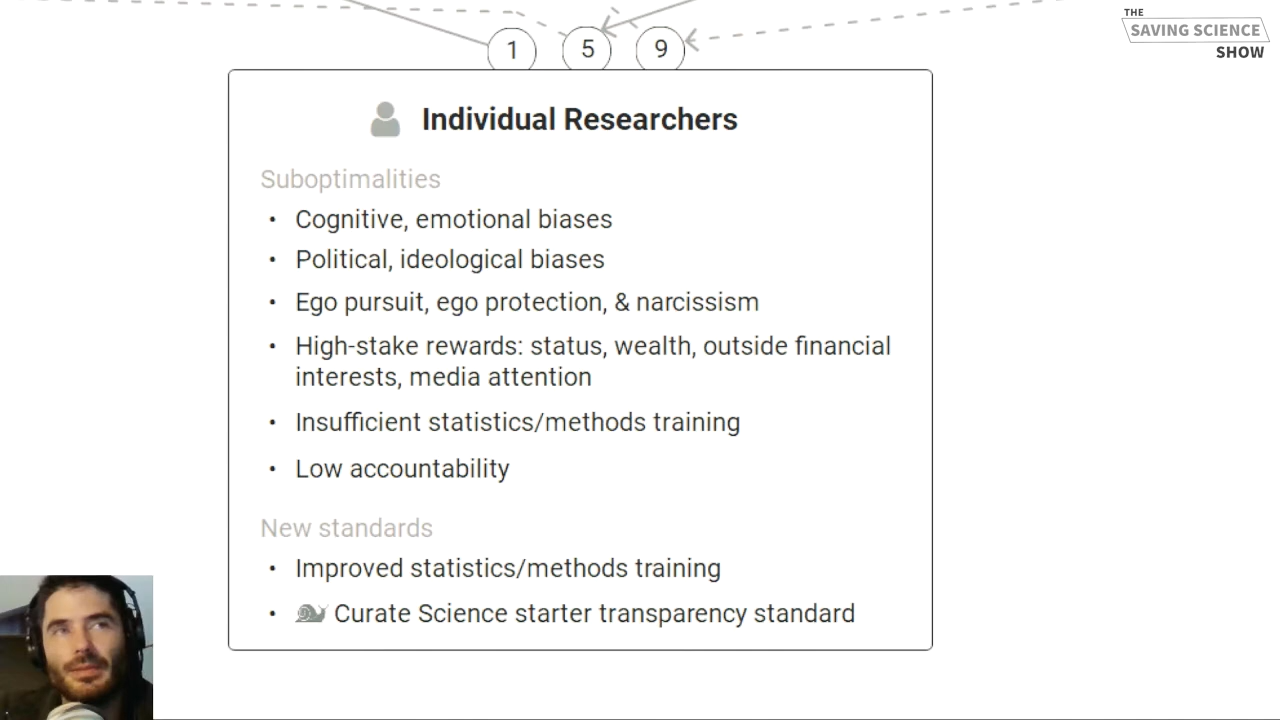 THE
SAVING SCIENCE
SHOW
1 5 9
Individual Researchers
Suboptimalities
• Cognitive, emotional biases
• Political, ideological biases
• Ego pursuit, ego protection, & narcissism
• High-stake rewards: status, wealth, outside financial
interests, media attention
• Insufficient statistics/methods training
• Low accountability
New standards
• Improved statistics/methods training
• Curate Science starter transparency standard